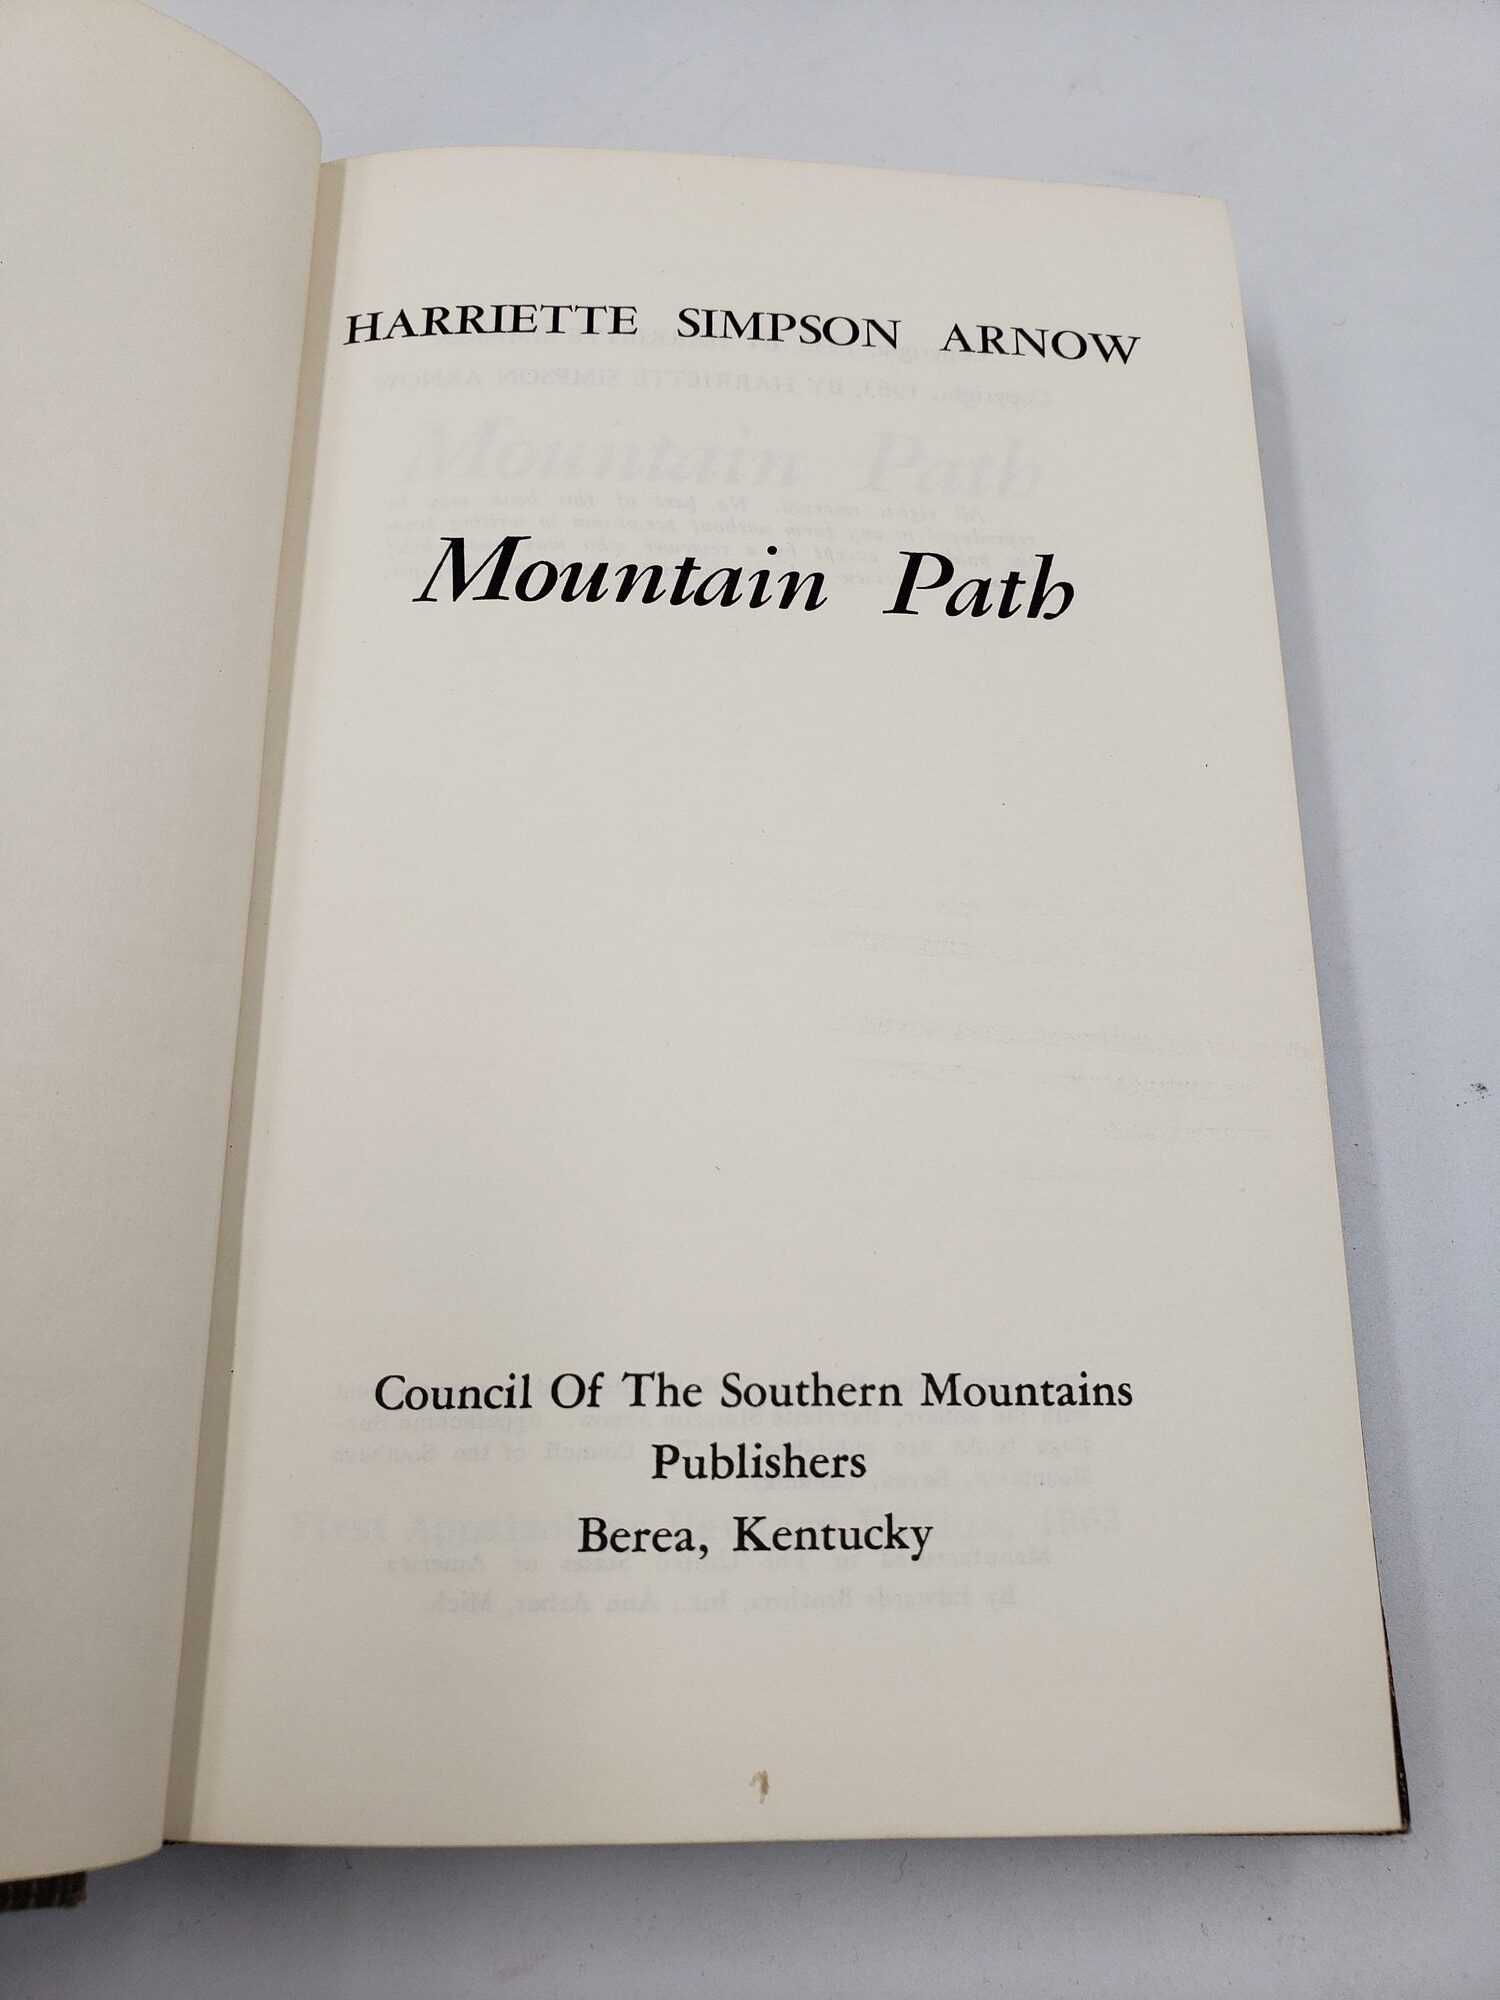 HARRIETTE SIMPSON ARNOW
Mountain Path
Council Of The Southern Mountains
Publishers
Berea, Kentucky